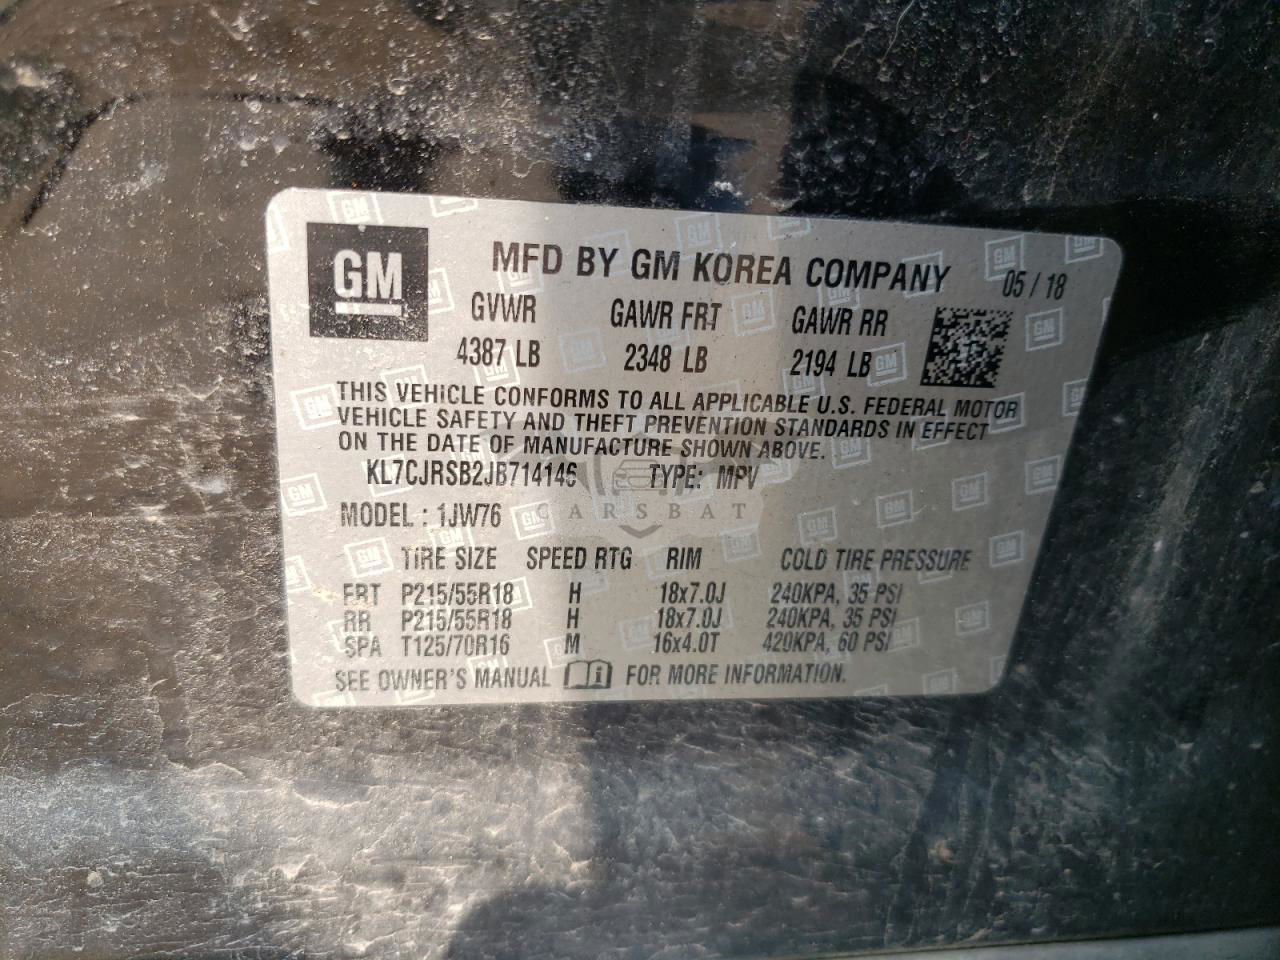 GM
MFD BY GM KOREA COMPANY
05 / 18
GVWR GAWR FRT GAWR RR
4387 LB 2348 LB 2194 LB
THIS VEHICLE CONFORMS TO ALL APPLICABLE U.S. FEDERAL MOTOR
VEHICLE SAFETY AND THEFT PREVENTION STANDARDS IN EFFECT
ON THE DATE OF MANUFACTURE SHOWN ABOVE.
KL7CJRSB2JB714146 TYPE: MPV
MODEL : 1JW76
CARSBAT
TIRE SIZE SPEED RTG RIM COLD TIRE PRESSURE
FRT P215/55R18 H 18x7.0J 240KPA, 35 PSI
RR P215/55R18 H 18x7.0J 240KPA, 35 PSI
SPA T125/70R16 M 16x4.0T 420KPA, 60 PSI
SEE OWNER'S MANUAL i FOR MORE INFORMATION.